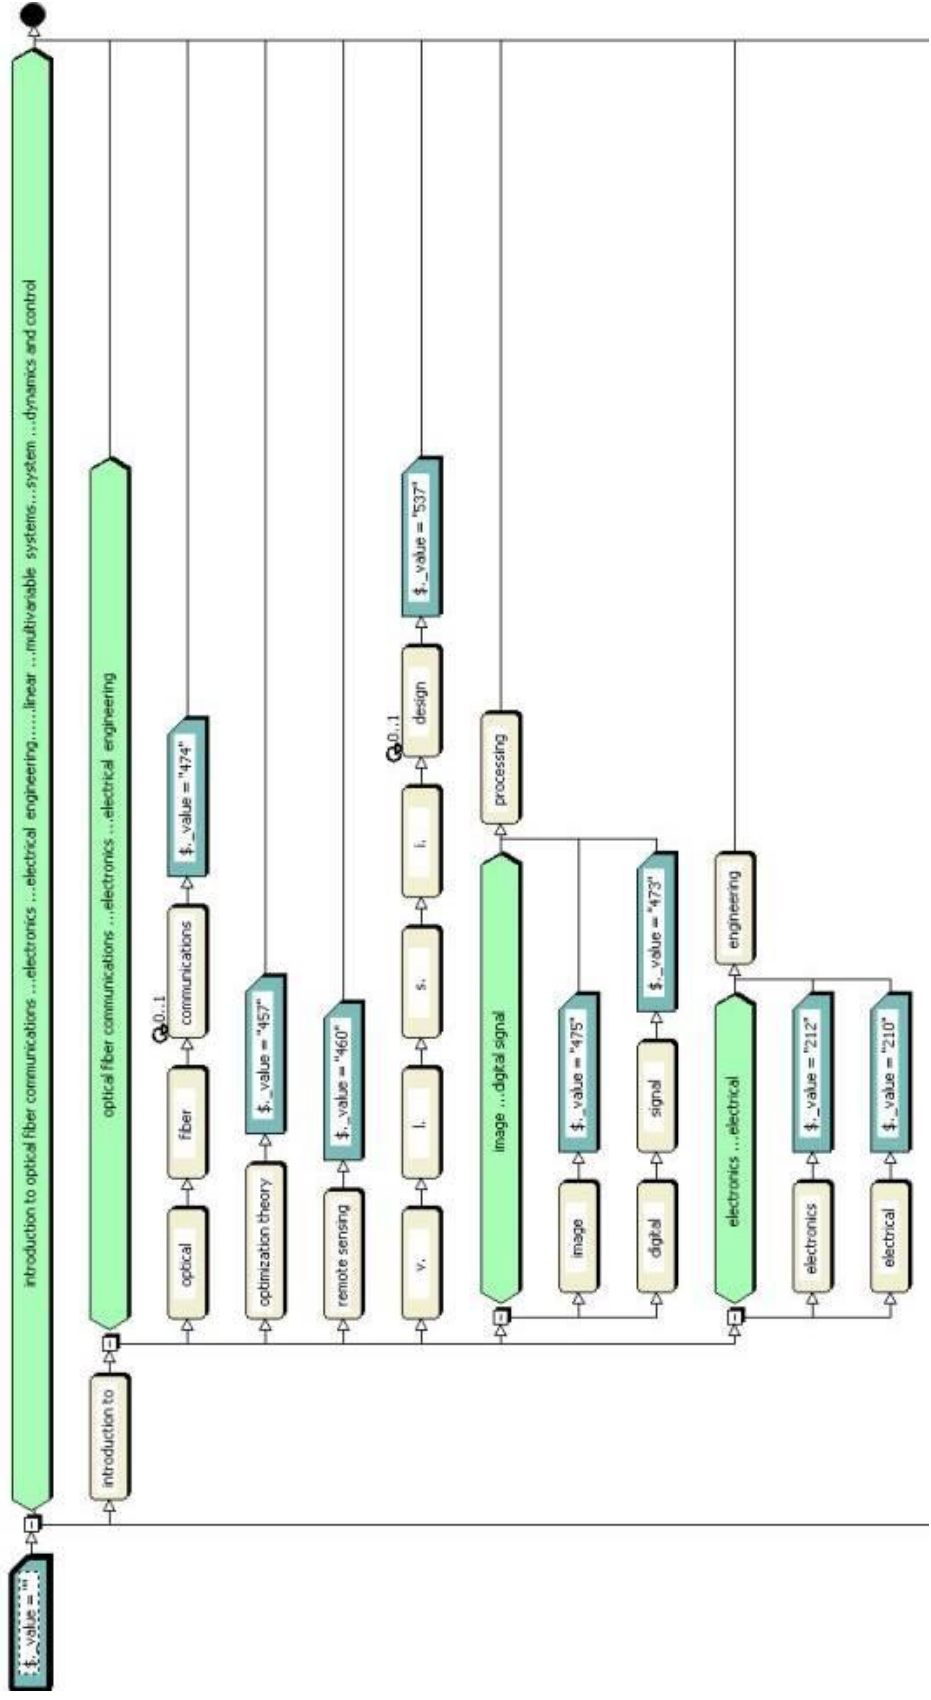 $._value = ""
introduction to optical fiber communications ...electronics ...electrical engineering......linear ...multivariable systems...system ...dynamics and control
introduction to
optical fiber communications ...electronics ...electrical engineering
optical
fiber
0..1
communications
$._value = "474"
optimization theory
$._value = "457"
remote sensing
$._value = "460"
v.
l.
s.
i.
0..1
design
$._value = "537"
image ...digital signal
processing
image
$._value = "475"
digital
signal
$._value = "473"
electronics ...electrical
engineering
electronics
$._value = "212"
electrical
$._value = "210"